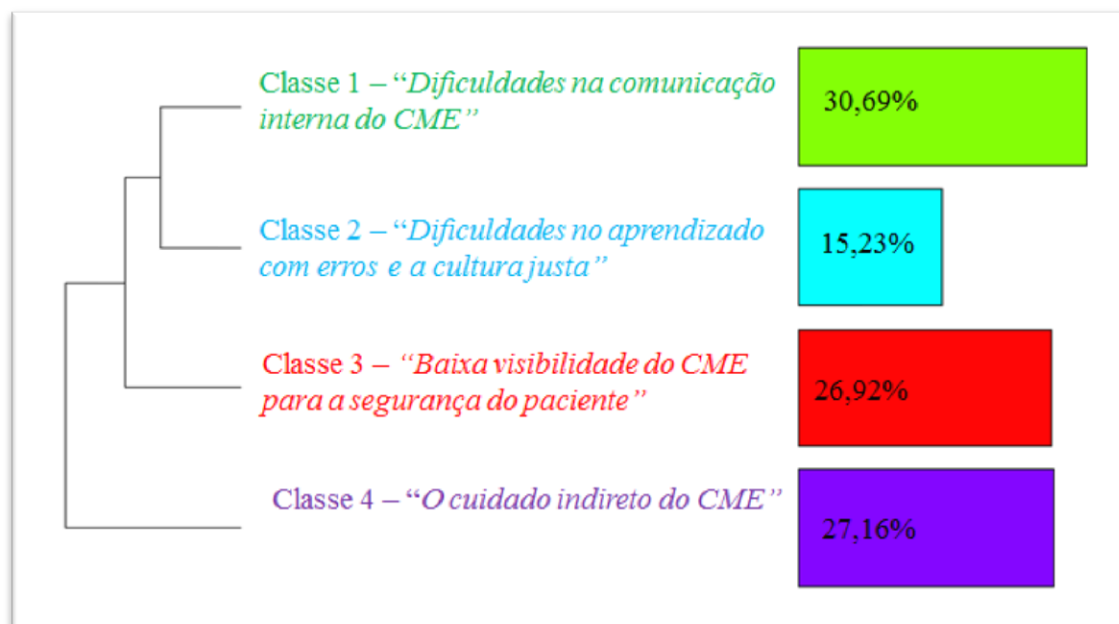 Classe 1 – “Dificuldades na comunicação
interna do CME”
30,69%
Classe 2 – “Dificuldades no aprendizado
com erros e a cultura justa”
15,23%
Classe 3 – “Baixa visibilidade do CME
para a segurança do paciente”
26,92%
Classe 4 – “O cuidado indireto do CME”
27,16%